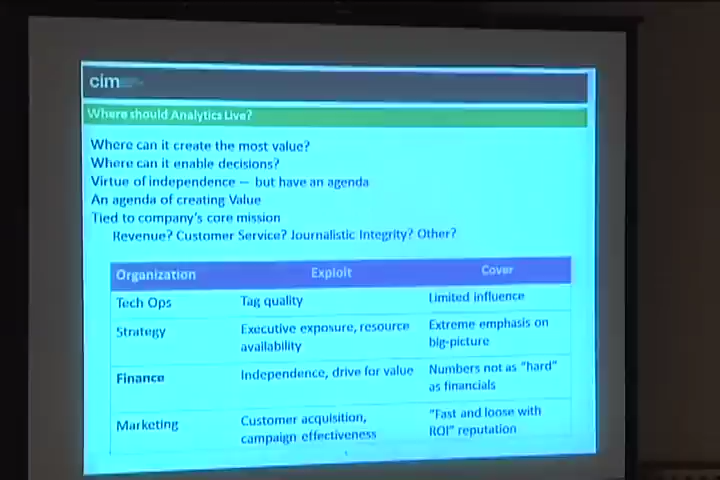 cim
Where should Analytics Live?
Where can it create the most value?
Where can it enable decisions?
Virtue of independence – but have an agenda
An agenda of creating Value
Tied to company's core mission
Revenue? Customer Service? Journalistic Integrity? Other?
Organization Exploit Cover
Tech Ops Tag quality Limited influence
Strategy Executive exposure, resource availability Extreme emphasis on big-picture
Finance Independence, drive for value Numbers not as "hard" as financials
Marketing Customer acquisition, campaign effectiveness "Fast and loose with ROI" reputation